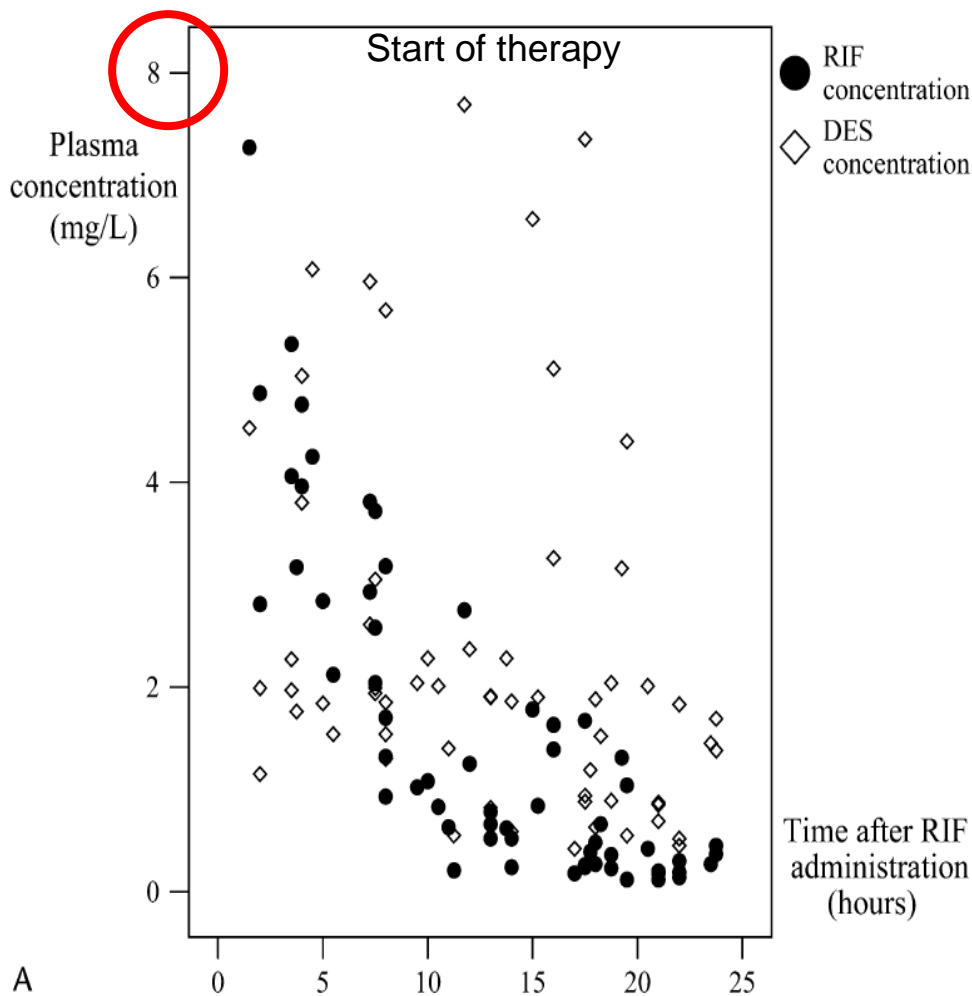 Start of therapy
RIF
concentration
DES
concentration
8
Plasma
concentration
(mg/L)
6
4
2
0
Time after RIF
administration
(hours)
A
0 5 10 15 20 25